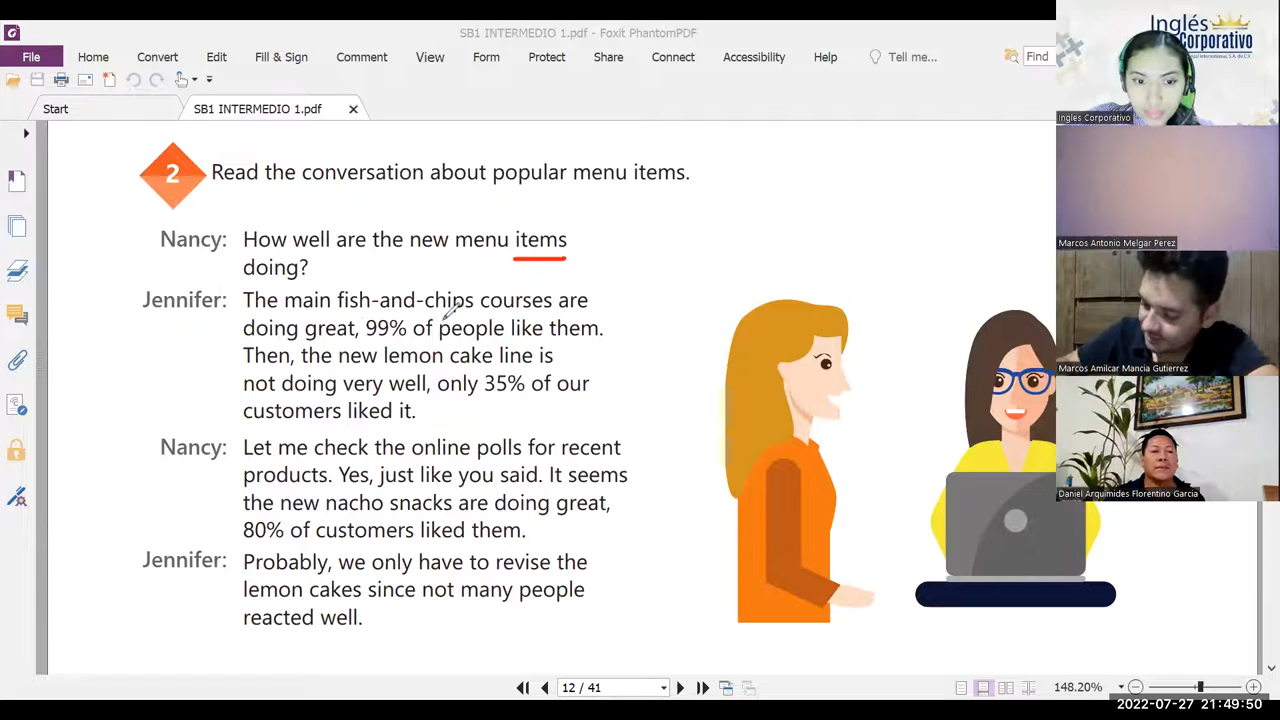 SB1 INTERMEDIO 1.pdf - Foxit PhantomPDF
File Home Convert Edit Fill & Sign Comment View Form Protect Share Connect Accessibility Help Tell me... Find
Start SB1 INTERMEDIO 1.pdf
2 Read the conversation about popular menu items.
Nancy: How well are the new menu items
doing?
Jennifer: The main fish-and-chips courses are
doing great, 99% of people like them.
Then, the new lemon cake line is
not doing very well, only 35% of our
customers liked it.
Nancy: Let me check the online polls for recent
products. Yes, just like you said. It seems
the new nacho snacks are doing great,
80% of customers liked them.
Jennifer: Probably, we only have to revise the
lemon cakes since not many people
reacted well.
Inglés
Corporativo
Ingles Corporativo
Marcos Antonio Melgar Perez
Marcos Amilcar Mancia Gutierrez
Daniel Arquimides Florentino Garcia
12 / 41
148.20%
2022-07-27 21:49:50